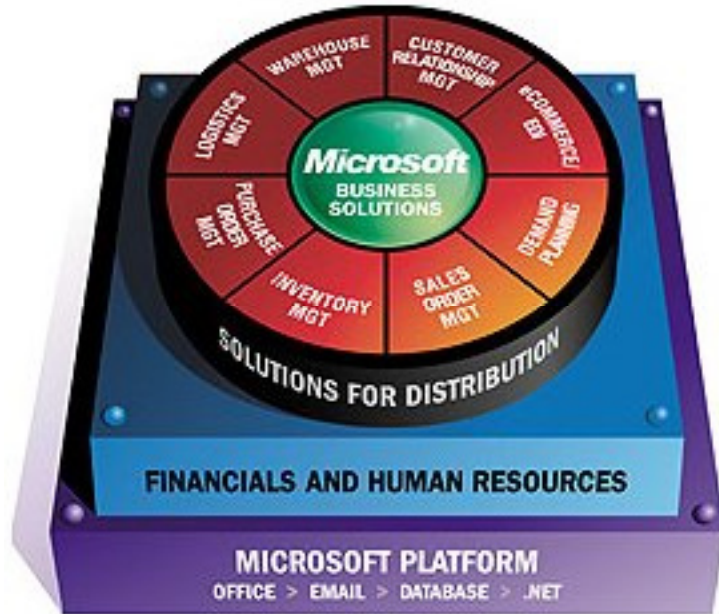 WAREHOUSE
MGT
CUSTOMER
RELATIONSHIP
MGT
eCOMMERCE/
EDI
DEMAND
PLANNING
SALES
ORDER
MGT
INVENTORY
MGT
PURCHASE
ORDER
MGT
LOGISTICS
MGT
Microsoft
BUSINESS
SOLUTIONS
SOLUTIONS FOR DISTRIBUTION
FINANCIALS AND HUMAN RESOURCES
MICROSOFT PLATFORM
OFFICE > EMAIL > DATABASE > .NET